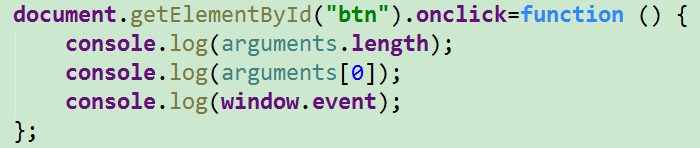 document.getElementById("btn").onclick=function () {
    console.log(arguments.length);
    console.log(arguments[0]);
    console.log(window.event);
};